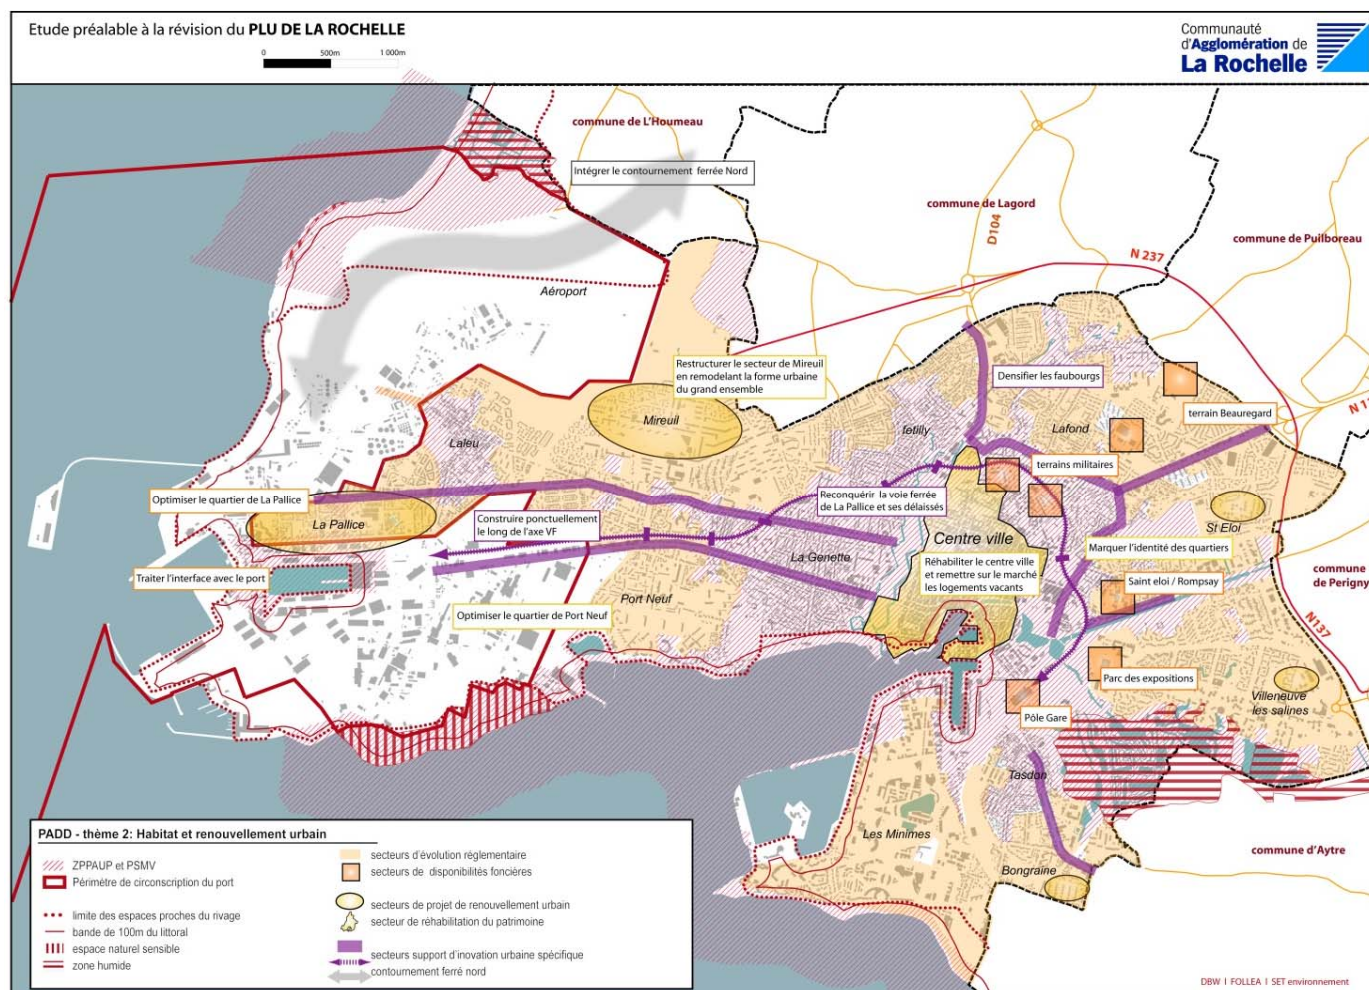 Etude préalable à la révision du PLU DE LA ROCHELLE
0 500m 1 000m
Communauté
d'Agglomération de
La Rochelle
commune de L'Houmeau
Intégrer le contournement ferrée Nord
commune de Lagord
D104
commune de Puilboreau
N 237
Aéroport
Restructurer le secteur de Mireuil
en remodelant la forme urbaine
du grand ensemble
Densifier les faubourgs
N 11
terrain Beauregard
Mireuil
Lafond
Laleu
terrains militaires
Optimiser le quartier de La Pallice
Reconquérir la voie ferrée
de La Pallice et ses délaissés
La Pallice
Construire ponctuellement
le long de l'axe VF
St Eloi
Centre ville
La Genette
Marquer l'identité des quartiers
Réhabiliter le centre ville
et remettre sur le marché
les logements vacants
Traiter l'interface avec le port
Saint eloi / Rompsay
commune
de Perigny
Port Neuf
Optimiser le quartier de Port Neuf
N137
Parc des expositions
Villeneuve
les salines
Pôle Gare
Tasdon
Les Minimes
commune d'Aytre
Bongraine
PADD - thème 2: Habitat et renouvellement urbain
ZPPAUP et PSMV
Périmètre de circonscription du port
limite des espaces proches du rivage
bande de 100m du littoral
espace naturel sensible
zone humide
secteurs d'évolution réglementaire
secteurs de disponibilités foncières
secteurs de projet de renouvellement urbain
secteur de réhabilitation du patrimoine
secteurs support d'inovation urbaine spécifique
contournement ferré nord
DBW I FOLLEA I SET environnement